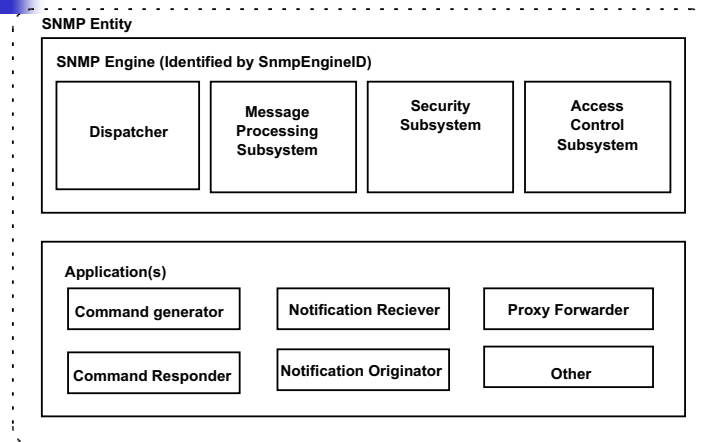 SNMP Entity
SNMP Engine (Identified by SnmpEngineID)
Dispatcher
Message
Processing
Subsystem
Security
Subsystem
Access
Control
Subsystem
Application(s)
Command generator
Notification Reciever
Proxy Forwarder
Command Responder
Notification Originator
Other